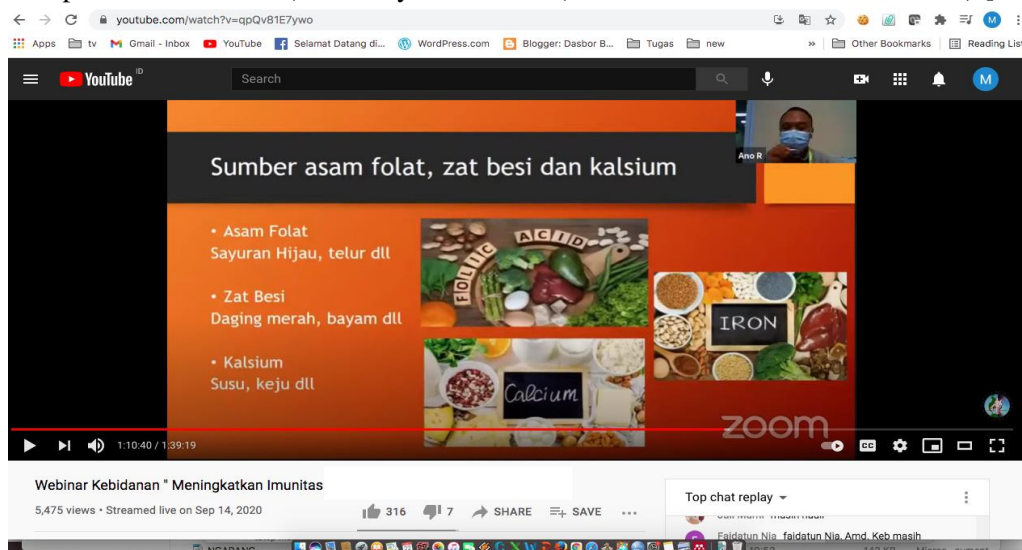 youtube.com/watch?v=qpQv81E7ywo
M
Apps tv Gmail - Inbox YouTube Selamat Datang di... WordPress.com Blogger: Dasbor B... Tugas new » Other Bookmarks Reading Lis
YouTube ID
Search
M
Ano R
Sumber asam folat, zat besi dan kalsium
• Asam Folat
Sayuran Hijau, telur dll
• Zat Besi
Daging merah, bayam dll
• Kalsium
Susu, keju dll
FOLIC ACID
IRON
Calcium
zoom
1:10:40 / 1:39:19
CC
Webinar Kebidanan " Meningkatkan Imunitas
5,475 views • Streamed live on Sep 14, 2020
316 7 SHARE SAVE ...
Top chat replay
Faidatun Nia faidatun Nia, Amd. Keb masih